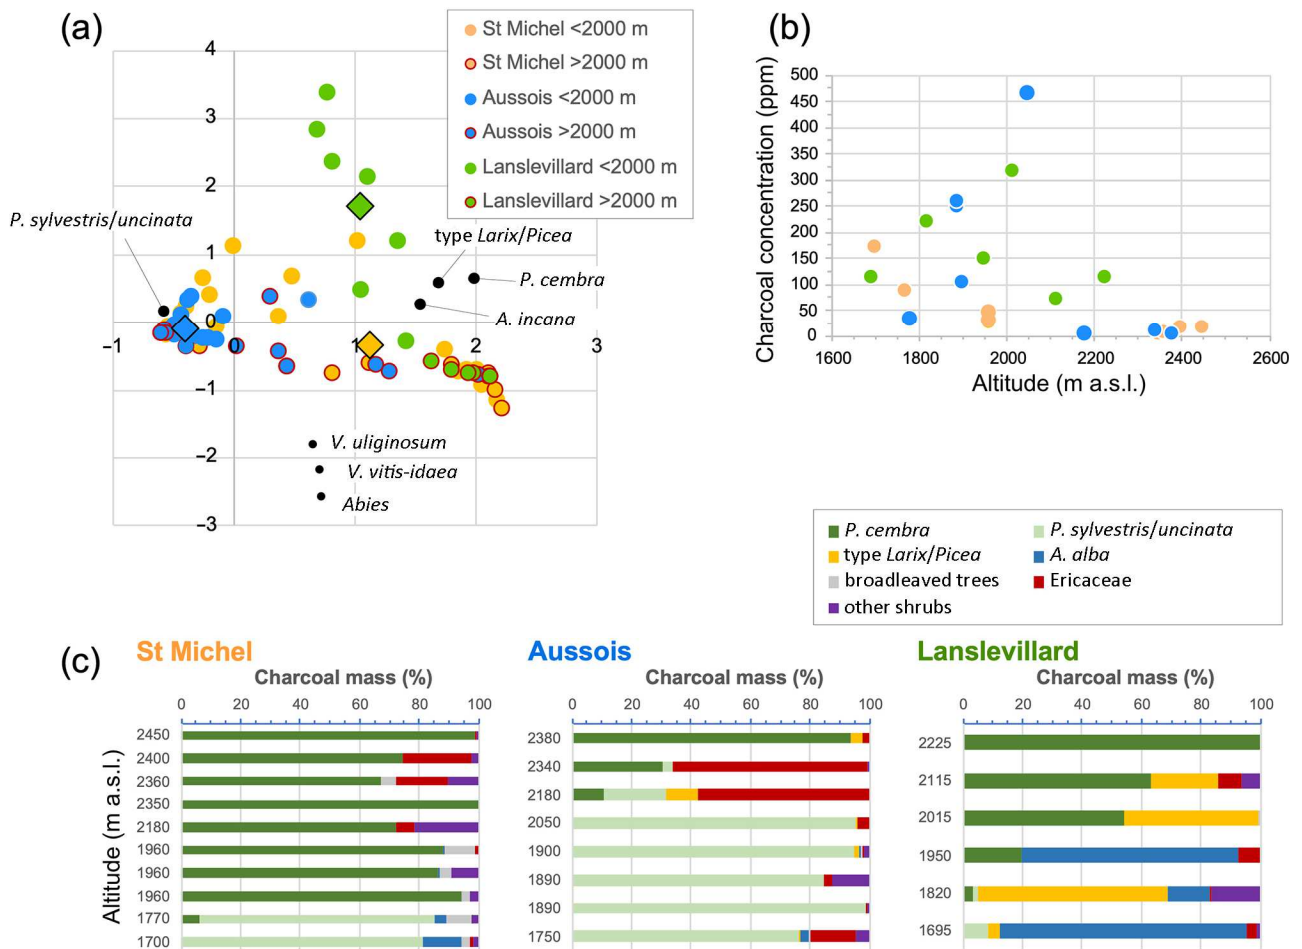 (a)
St Michel <2000 m
St Michel >2000 m
Aussois <2000 m
Aussois >2000 m
Lanslevillard <2000 m
Lanslevillard >2000 m
4
3
2
1
0
–1
–2
–3
–1
0
1
2
3
P. sylvestris/uncinata
type Larix/Picea
P. cembra
A. incana
V. uliginosum
V. vitis-idaea
Abies
(b)
Charcoal concentration (ppm)
500
450
400
350
300
250
200
150
100
50
0
1600
1800
2000
2200
2400
2600
Altitude (m a.s.l.)
P. cembra
P. sylvestris/uncinata
type Larix/Picea
A. alba
broadleaved trees
Ericaceae
other shrubs
(c)
St Michel
Charcoal mass (%)
0 20 40 60 80 100
Altitude (m a.s.l.)
2450
2400
2360
2350
2180
1960
1960
1960
1770
1700
Aussois
Charcoal mass (%)
0 20 40 60 80 100
2380
2340
2180
2050
1900
1890
1890
1750
Lanslevillard
Charcoal mass (%)
0 20 40 60 80 100
2225
2115
2015
1950
1820
1695